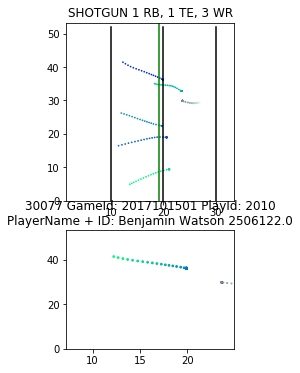 SHOTGUN 1 RB, 1 TE, 3 WR
50
40
30
20
10
0
10 20 30
30077 GameId: 2017101501 PlayId: 2010
PlayerName + ID: Benjamin Watson 2506122.0
40
20
0
10 15 20